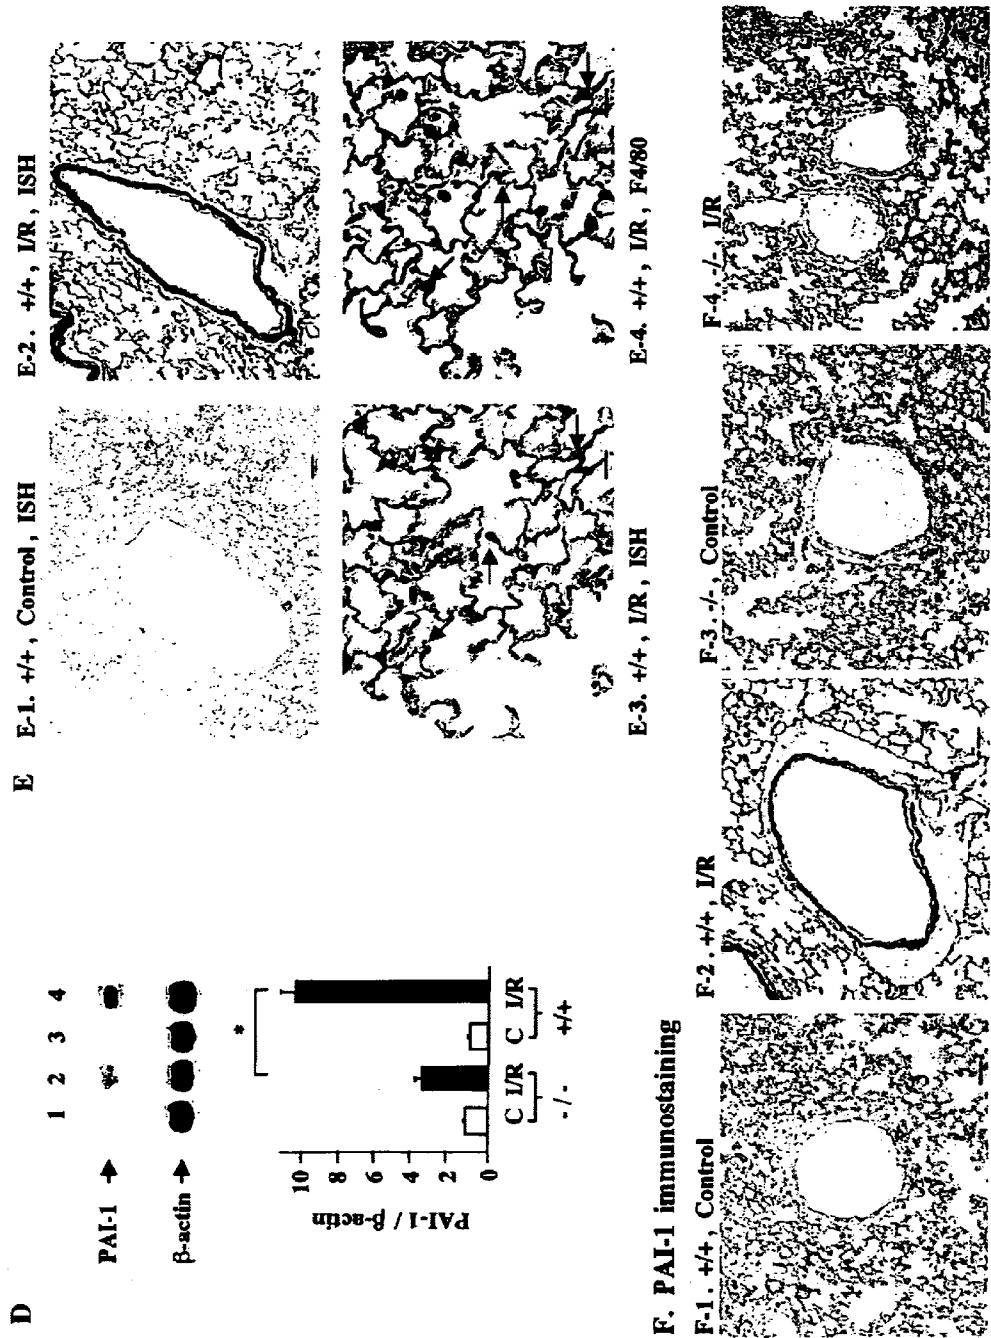 D
1 2 3 4
PAI-1 →
β-actin →
*
PAI-1 / β-actin
10
8
6
4
2
0
C I/R C I/R
-/- +/+
E
E-1. +/+, Control, ISH
E-2. +/+, I/R, ISH
E-3. +/+, I/R, ISH
E-4. +/+, I/R, F4/80
F. PAI-1 immunostaining
F-1. +/+, Control
F-2. +/+, I/R
F-3. -/-, Control
F-4. -/-, I/R